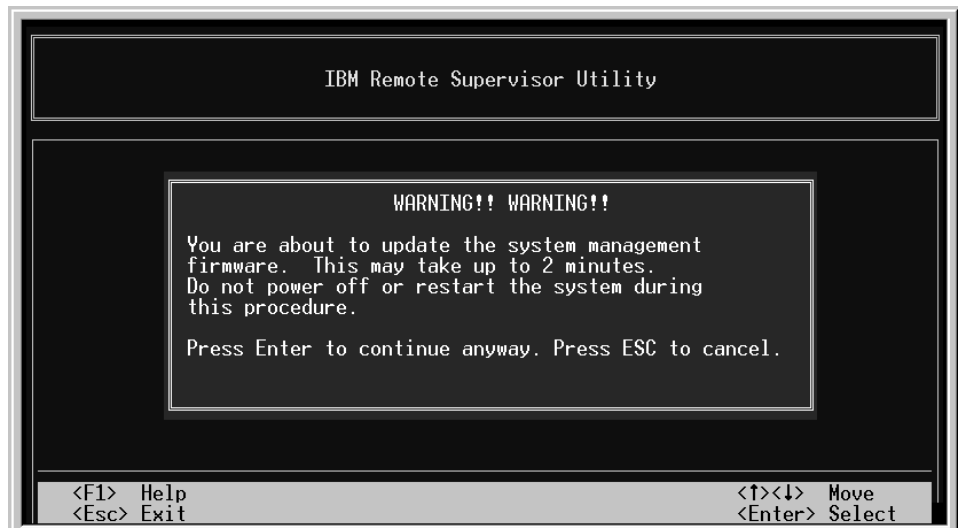 IBM Remote Supervisor Utility
WARNING!! WARNING!!
You are about to update the system management
firmware.  This may take up to 2 minutes.
Do not power off or restart the system during
this procedure.
Press Enter to continue anyway. Press ESC to cancel.
<F1>  Help
<Esc> Exit
<↑><↓>  Move
<Enter> Select